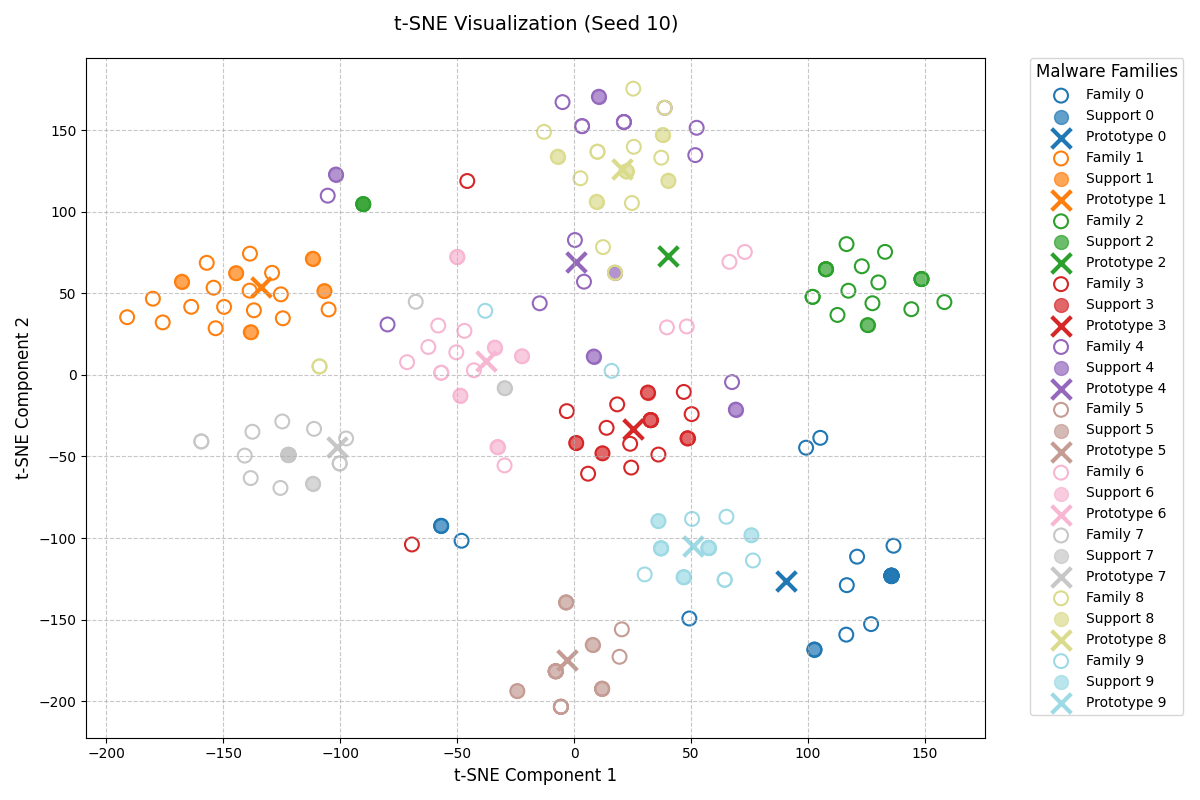 t-SNE Visualization (Seed 10)
t-SNE Component 2
150
100
50
0
−50
−100
−150
−200
−200
−150
−100
−50
0
50
100
150
t-SNE Component 1
Malware Families
Family 0
Support 0
Prototype 0
Family 1
Support 1
Prototype 1
Family 2
Support 2
Prototype 2
Family 3
Support 3
Prototype 3
Family 4
Support 4
Prototype 4
Family 5
Support 5
Prototype 5
Family 6
Support 6
Prototype 6
Family 7
Support 7
Prototype 7
Family 8
Support 8
Prototype 8
Family 9
Support 9
Prototype 9